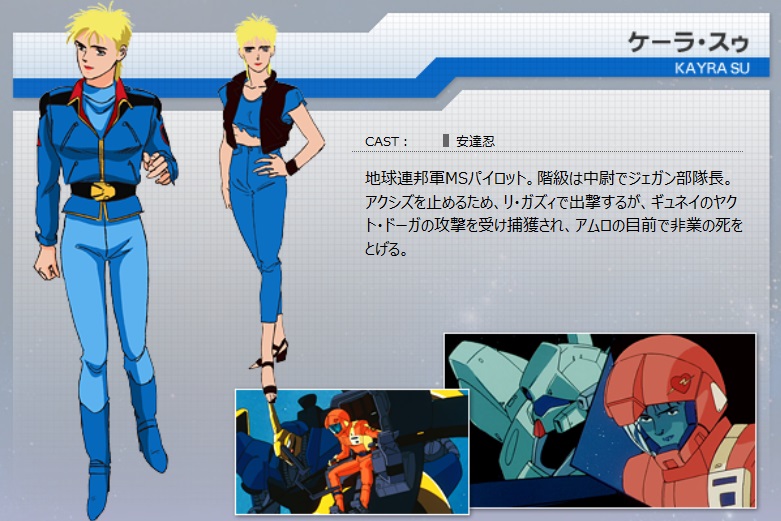 ケーラ・スゥ
KAYRA SU
CAST : 安達忍
地球連邦軍MSパイロット。階級は中尉でジェガン部隊長。
アクシズを止めるため、リ・ガズィで出撃するが、ギュネイのヤク
ト・ドーガの攻撃を受け捕獲され、アムロの目前で非業の死を
とげる。